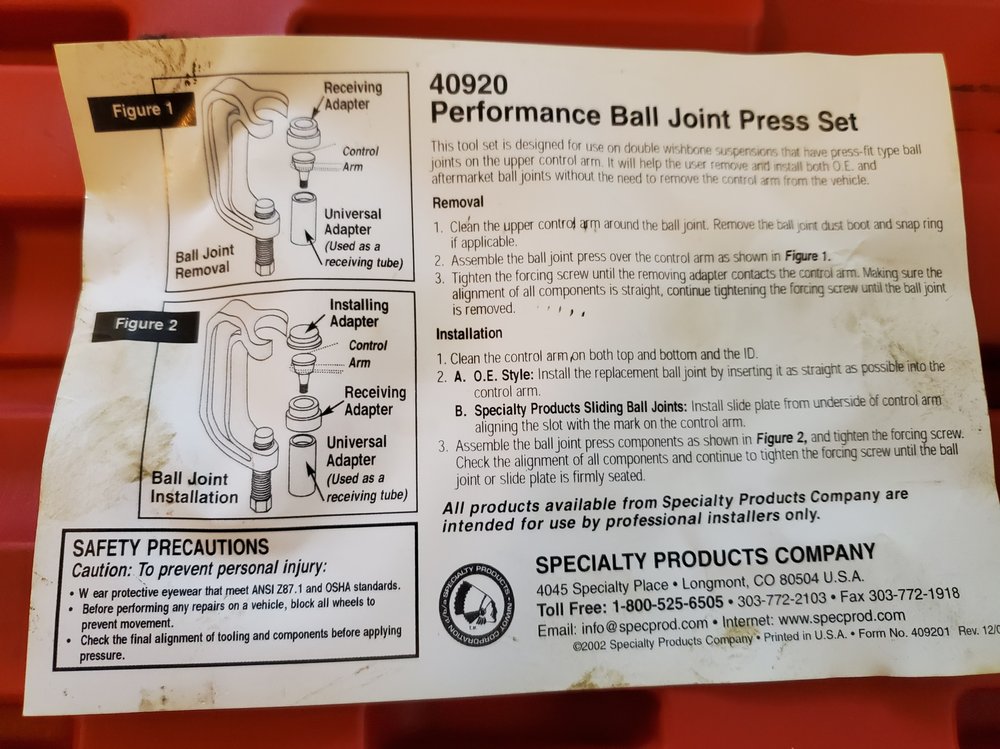 Figure 1
Receiving
Adapter
Control
Arm
Universal
Adapter
(Used as a
receiving tube)
Ball Joint
Removal
Figure 2
Installing
Adapter
Control
Arm
Receiving
Adapter
Universal
Adapter
(Used as a
receiving tube)
Ball Joint
Installation
SAFETY PRECAUTIONS
Caution: To prevent personal injury:
• W ear protective eyewear that meet ANSI Z87.1 and OSHA standards.
• Before performing any repairs on a vehicle, block all wheels to
prevent movement.
• Check the final alignment of tooling and components before applying
pressure.
40920
Performance Ball Joint Press Set
This tool set is designed for use on double wishbone suspensions that have press-fit type ball
joints on the upper control arm. It will help the user remove and install both O.E. and
aftermarket ball joints without the need to remove the control arm from the vehicle.
Removal
1. Clean the upper control arm around the ball joint. Remove the ball joint dust boot and snap ring
if applicable.
2. Assemble the ball joint press over the control arm as shown in Figure 1.
3. Tighten the forcing screw until the removing adapter contacts the control arm. Making sure the
alignment of all components is straight, continue tightening the forcing screw until the ball joint
is removed.
Installation
1. Clean the control arm on both top and bottom and the ID.
2. A. O.E. Style: Install the replacement ball joint by inserting it as straight as possible into the
control arm.
B. Specialty Products Sliding Ball Joints: Install slide plate from underside of control arm
aligning the slot with the mark on the control arm.
3. Assemble the ball joint press components as shown in Figure 2, and tighten the forcing screw.
Check the alignment of all components and continue to tighten the forcing screw until the ball
joint or slide plate is firmly seated.
All products available from Specialty Products Company are
intended for use by professional installers only.
SPECIALTY PRODUCTS
NIWOT CORPORATION d/b/a
SPECIALTY PRODUCTS COMPANY
4045 Specialty Place • Longmont, CO 80504 U.S.A.
Toll Free: 1-800-525-6505 • 303-772-2103 • Fax 303-772-1918
Email: info@specprod.com • Internet: www.specprod.com
©2002 Specialty Products Company • Printed in U.S.A. • Form No. 409201 Rev.